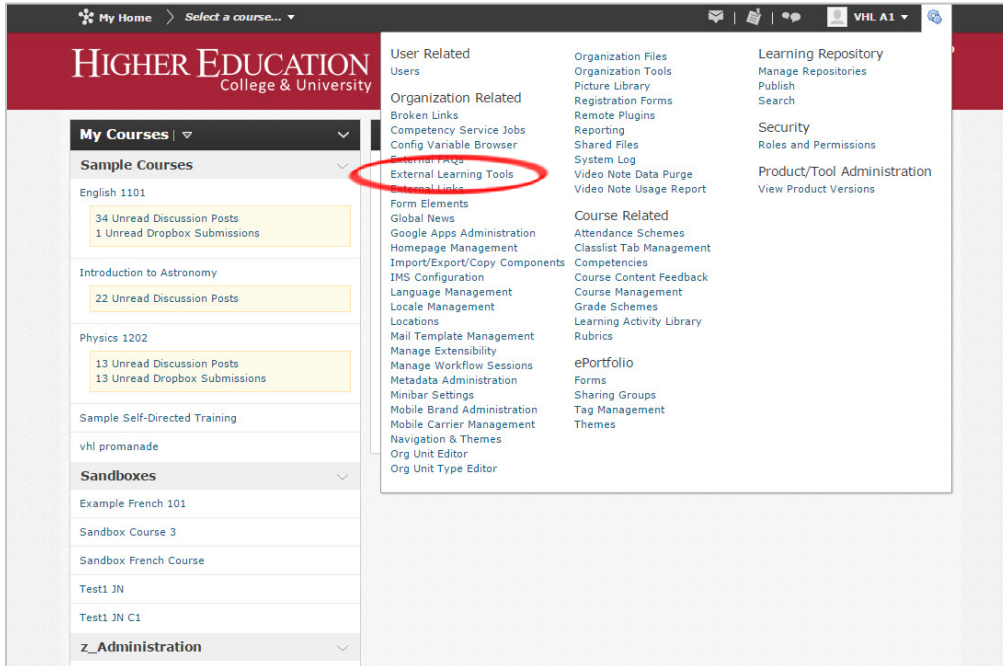 My Home
Select a course...
VHL A1
HIGHER EDUCATION
College & University
My Courses
Sample Courses
English 1101
34 Unread Discussion Posts
1 Unread Dropbox Submissions
Introduction to Astronomy
22 Unread Discussion Posts
Physics 1202
13 Unread Discussion Posts
13 Unread Dropbox Submissions
Sample Self-Directed Training
vhl promanade
Sandboxes
Example French 101
Sandbox Course 3
Sandbox French Course
Test1 JN
Test1 JN C1
z_Administration
User Related
Users
Organization Related
Broken Links
Competency Service Jobs
Config Variable Browser
External FAQs
External Learning Tools
External Links
Form Elements
Global News
Google Apps Administration
Homepage Management
Import/Export/Copy Components
IMS Configuration
Language Management
Locale Management
Locations
Mail Template Management
Manage Extensibility
Manage Workflow Sessions
Metadata Administration
Minibar Settings
Mobile Brand Administration
Mobile Carrier Management
Navigation & Themes
Org Unit Editor
Org Unit Type Editor
Organization Files
Organization Tools
Picture Library
Registration Forms
Remote Plugins
Reporting
Shared Files
System Log
Video Note Data Purge
Video Note Usage Report
Course Related
Attendance Schemes
Classlist Tab Management
Competencies
Course Content Feedback
Course Management
Grade Schemes
Learning Activity Library
Rubrics
ePortfolio
Forms
Sharing Groups
Tag Management
Themes
Learning Repository
Manage Repositories
Publish
Search
Security
Roles and Permissions
Product/Tool Administration
View Product Versions